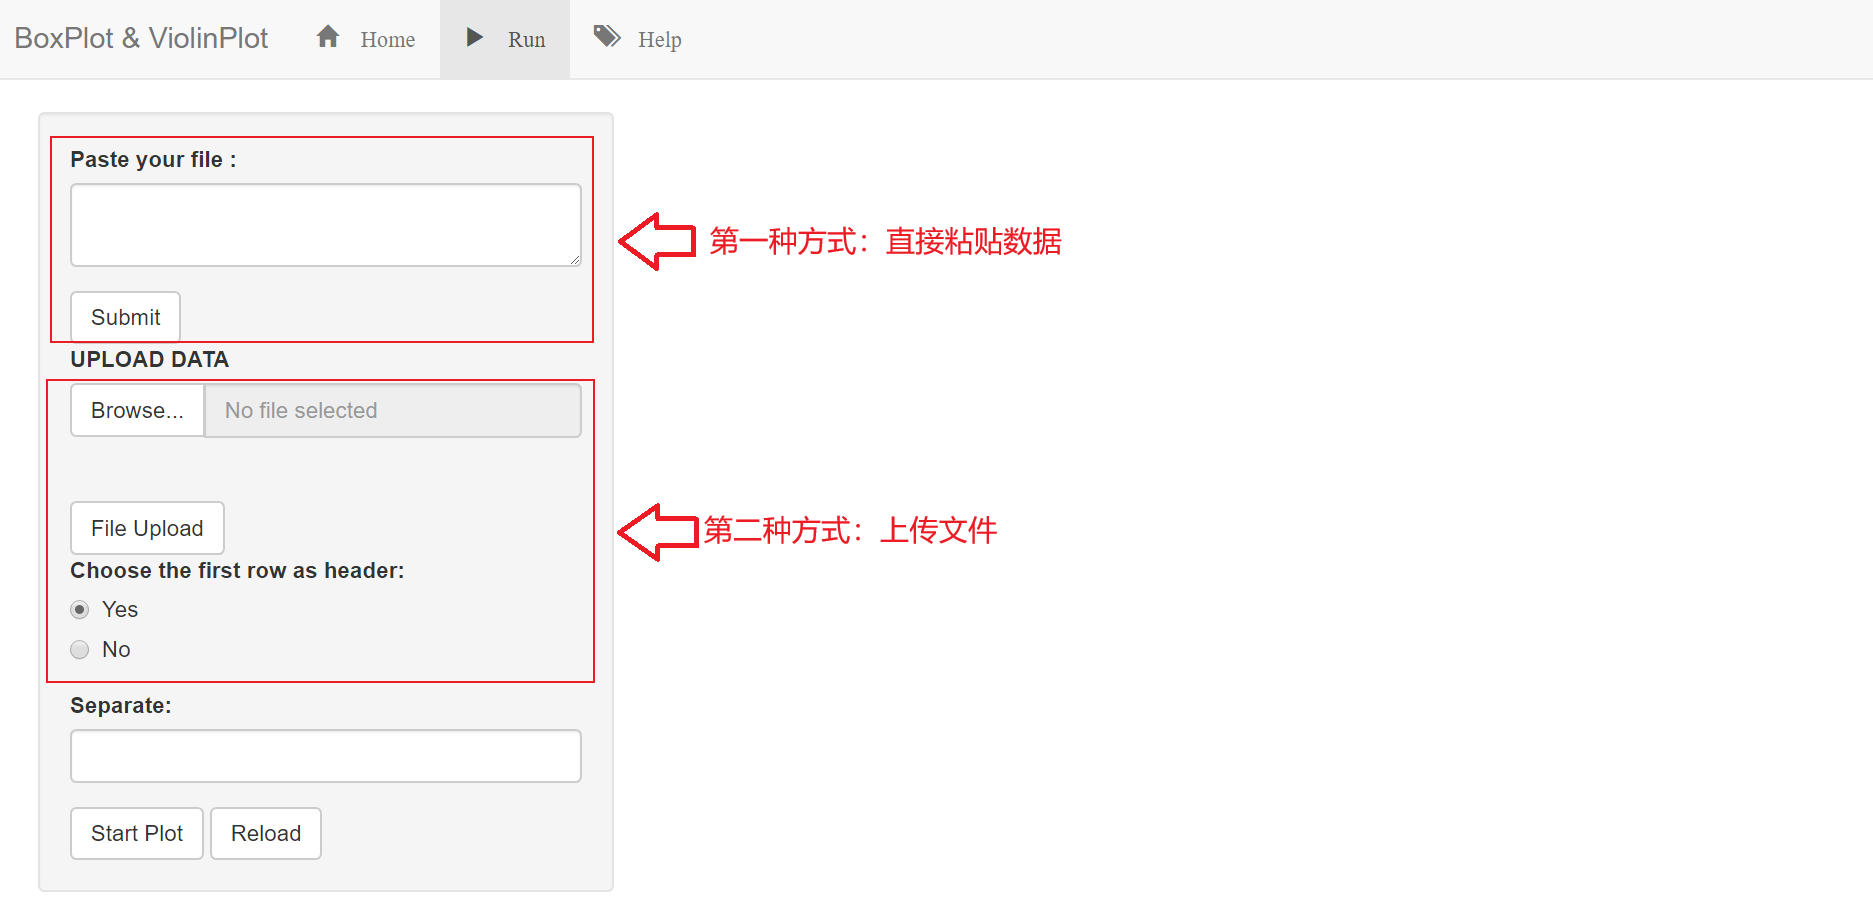 BoxPlot & ViolinPlot Home Run Help
Paste your file :
第一种方式：直接粘贴数据
Submit
UPLOAD DATA
Browse... No file selected
File Upload
第二种方式：上传文件
Choose the first row as header:
Yes
No
Separate:
Start Plot Reload